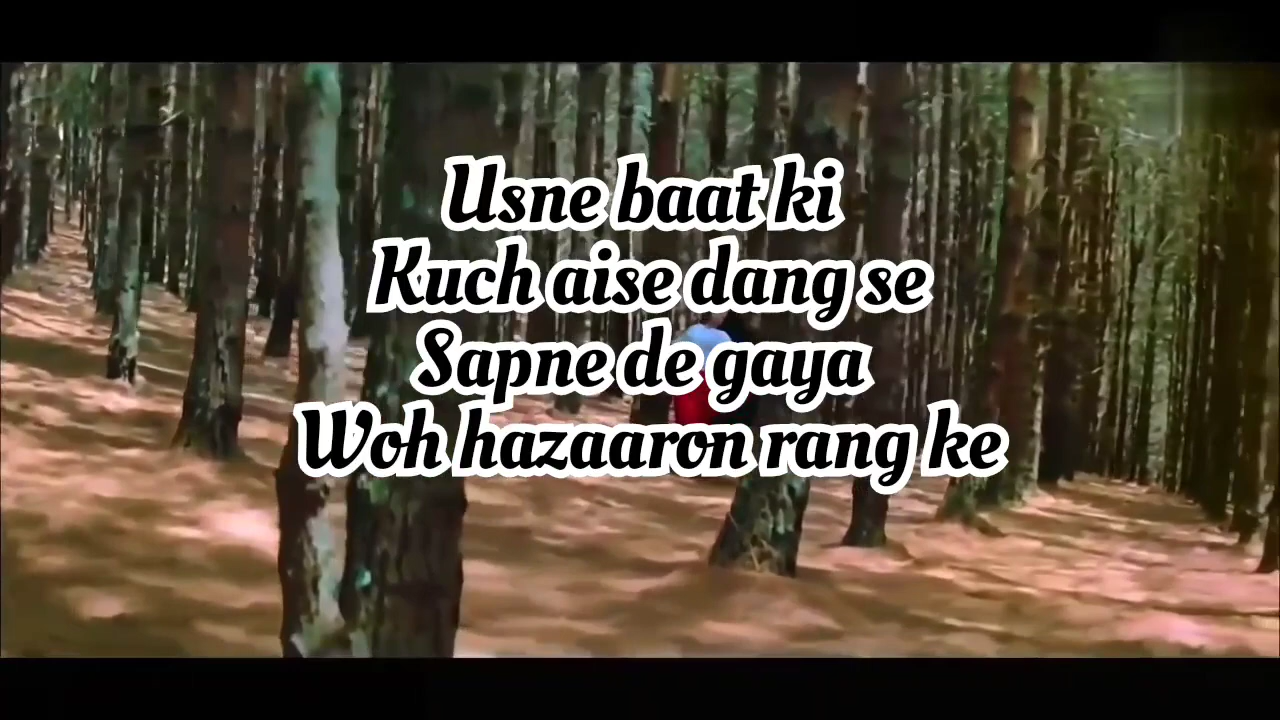 Usne baat ki
Kuch aise dang se
Sapne de gaya
Woh hazaaron rang ke